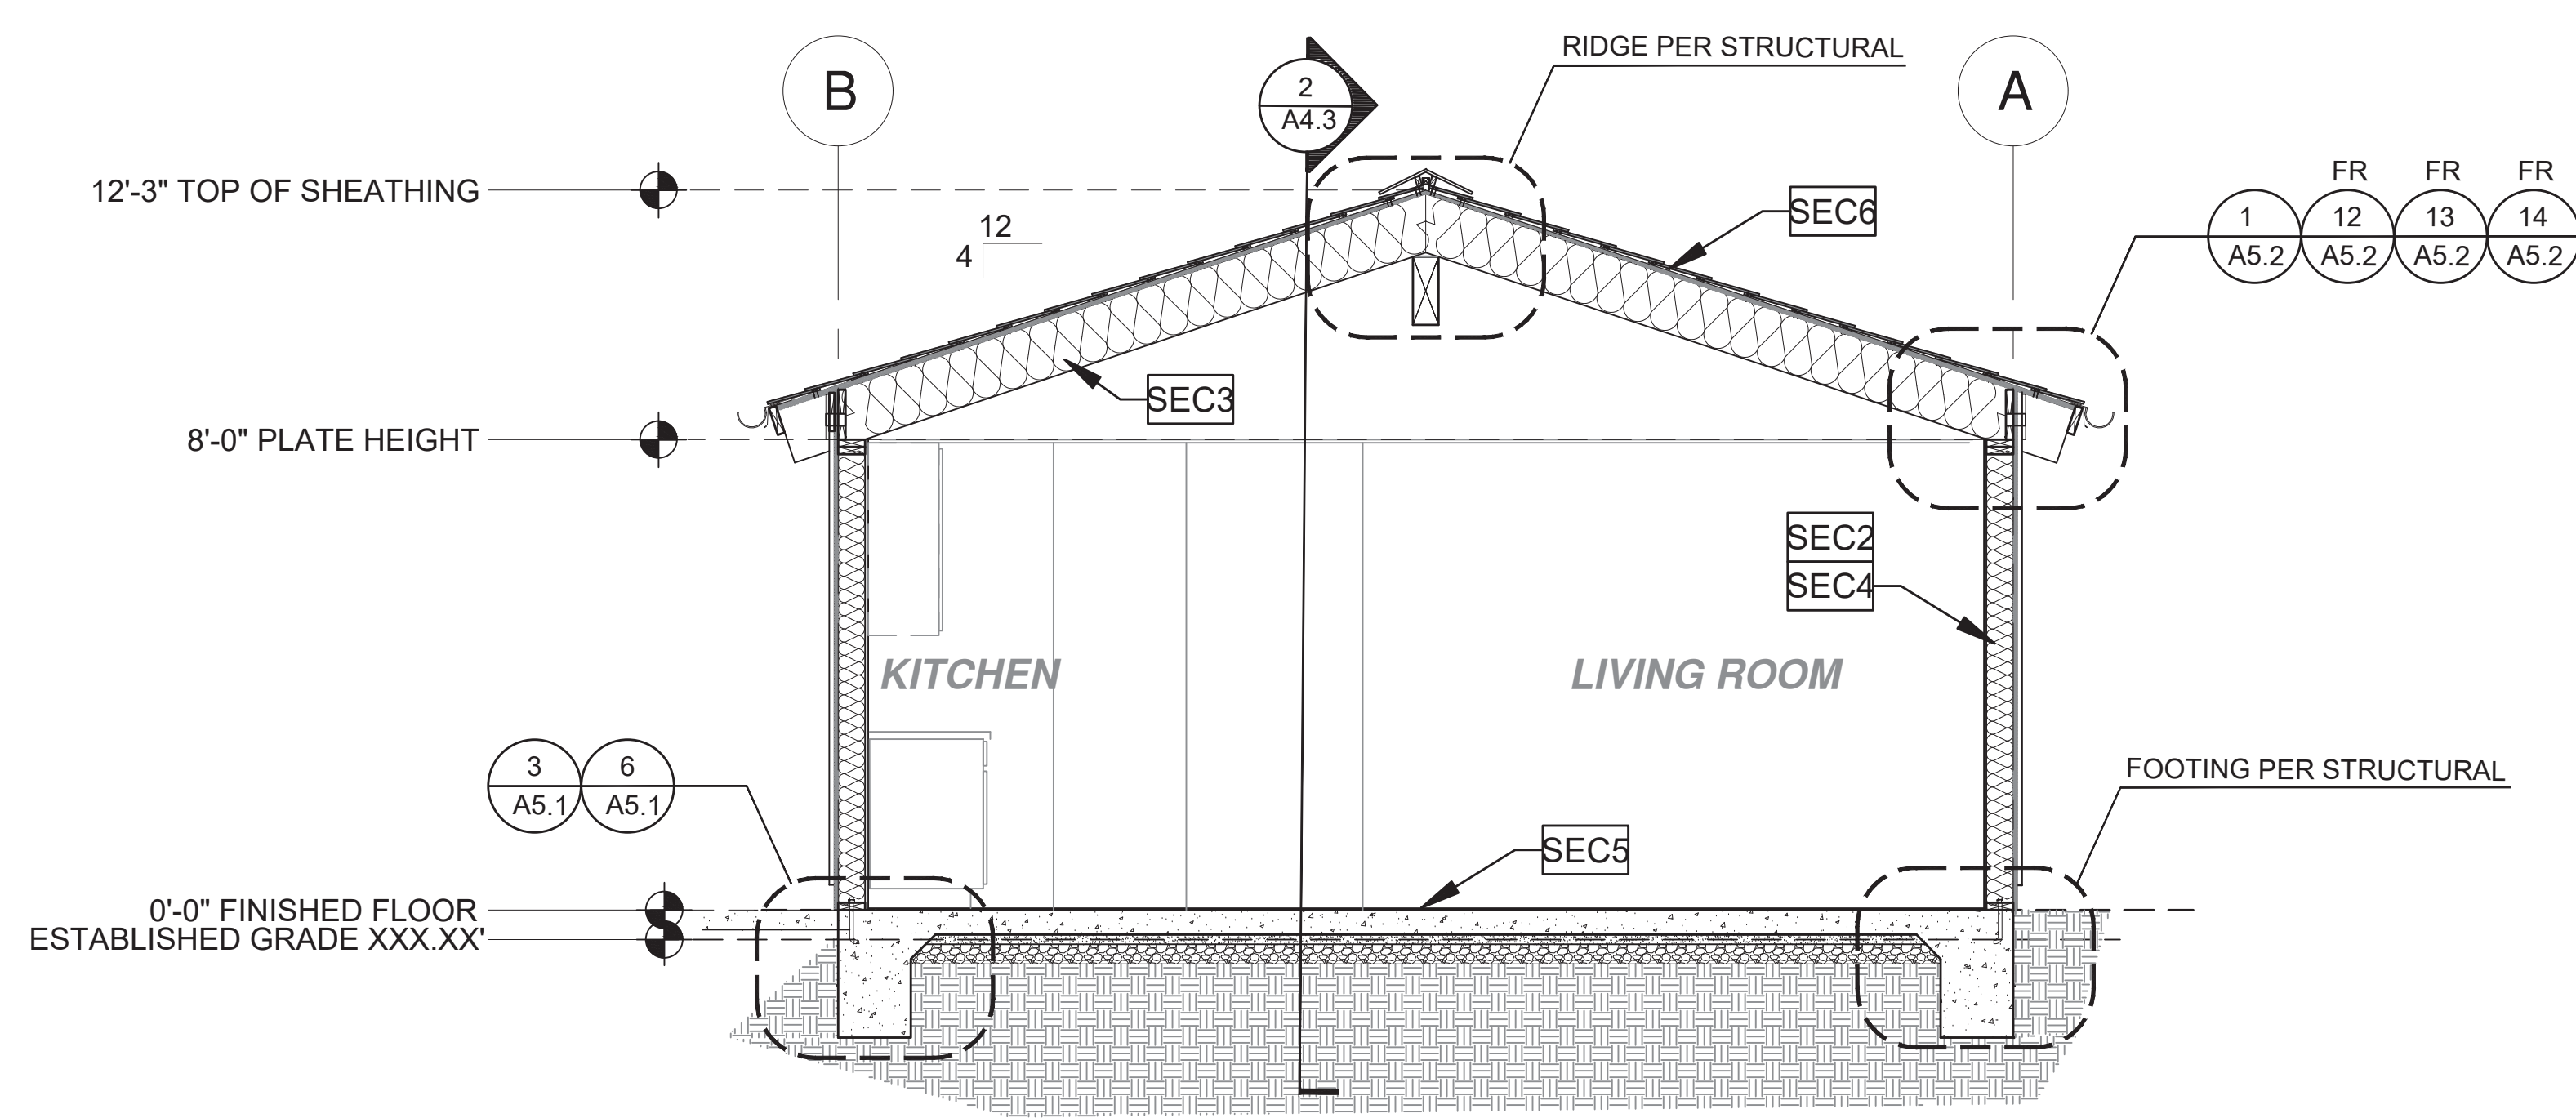 RIDGE PER STRUCTURAL
B
2
A4.3
A
12'-3" TOP OF SHEATHING
FR FR FR
1 12 13 14
A5.2 A5.2 A5.2 A5.2
SEC6
12
4
SEC3
8'-0" PLATE HEIGHT
SEC2
SEC4
KITCHEN
LIVING ROOM
3 6
A5.1 A5.1
FOOTING PER STRUCTURAL
SEC5
0'-0" FINISHED FLOOR
ESTABLISHED GRADE XXX.XX'